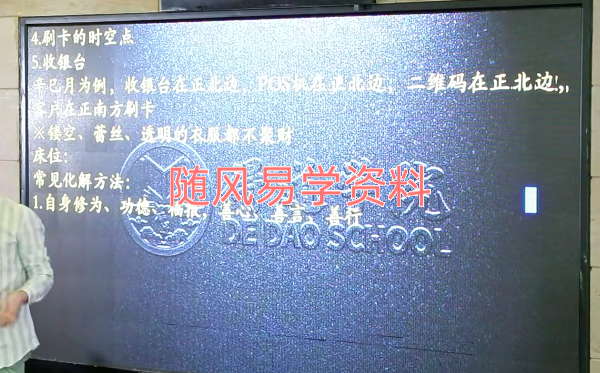 4.刷卡的时空点
5.收银台
辛巳月为例，收银台在正北边，POS机在正北边，二维码在正北边！，，
客户在正南方刷卡
※镂空、蕾丝、透明的衣服都不聚财
床位：
常见化解方法：
1.自身修为、功德、福报、善心、善言、善行
随风易学资料
DE DAO SCHOOL